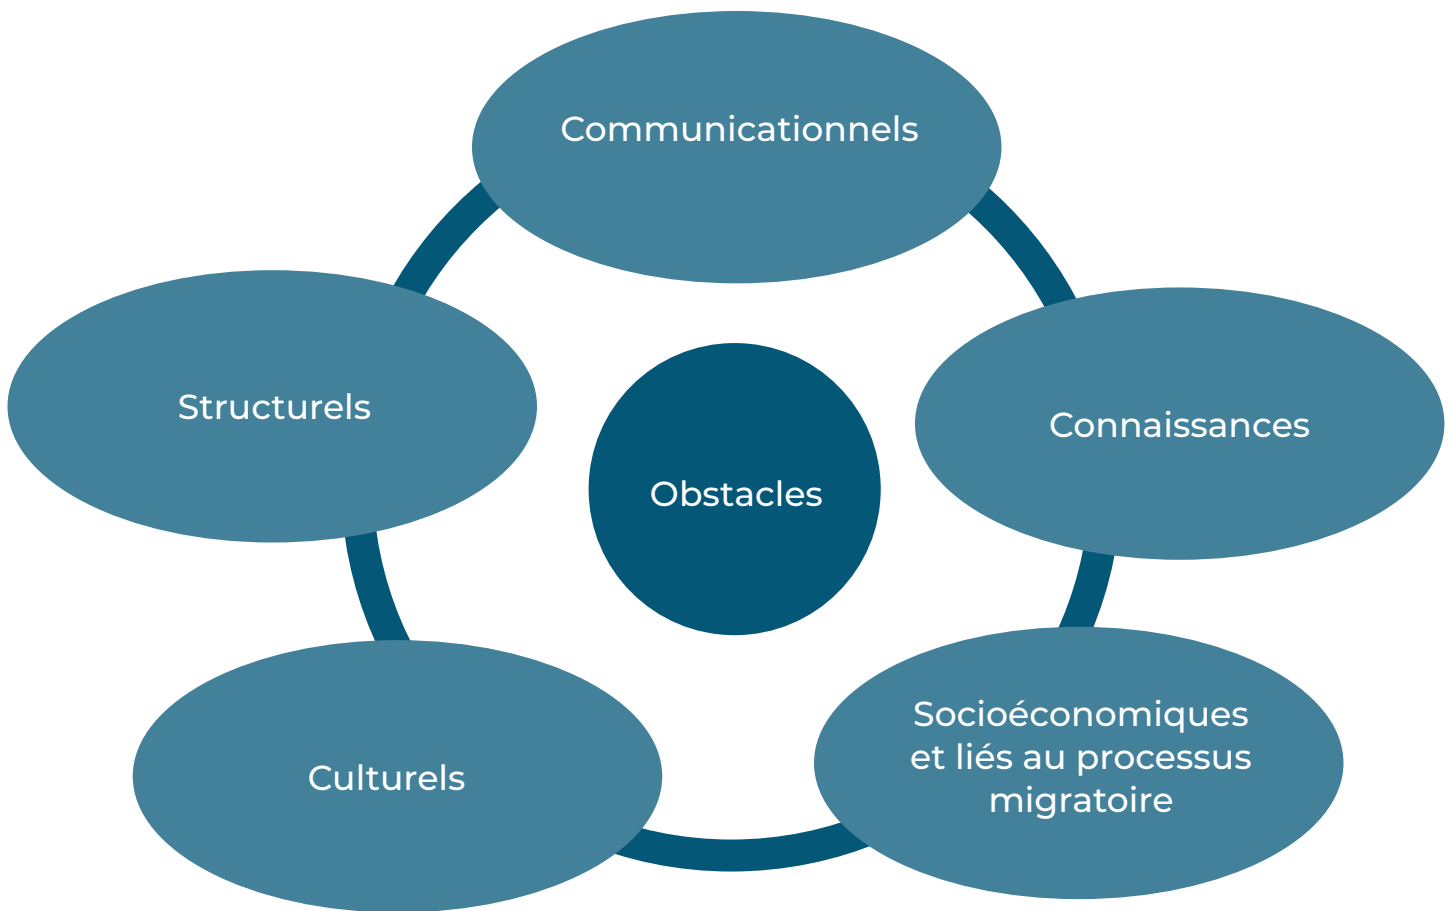 Communicationnels
Structurels
Connaissances
Obstacles
Socioéconomiques
et liés au processus
migratoire
Culturels